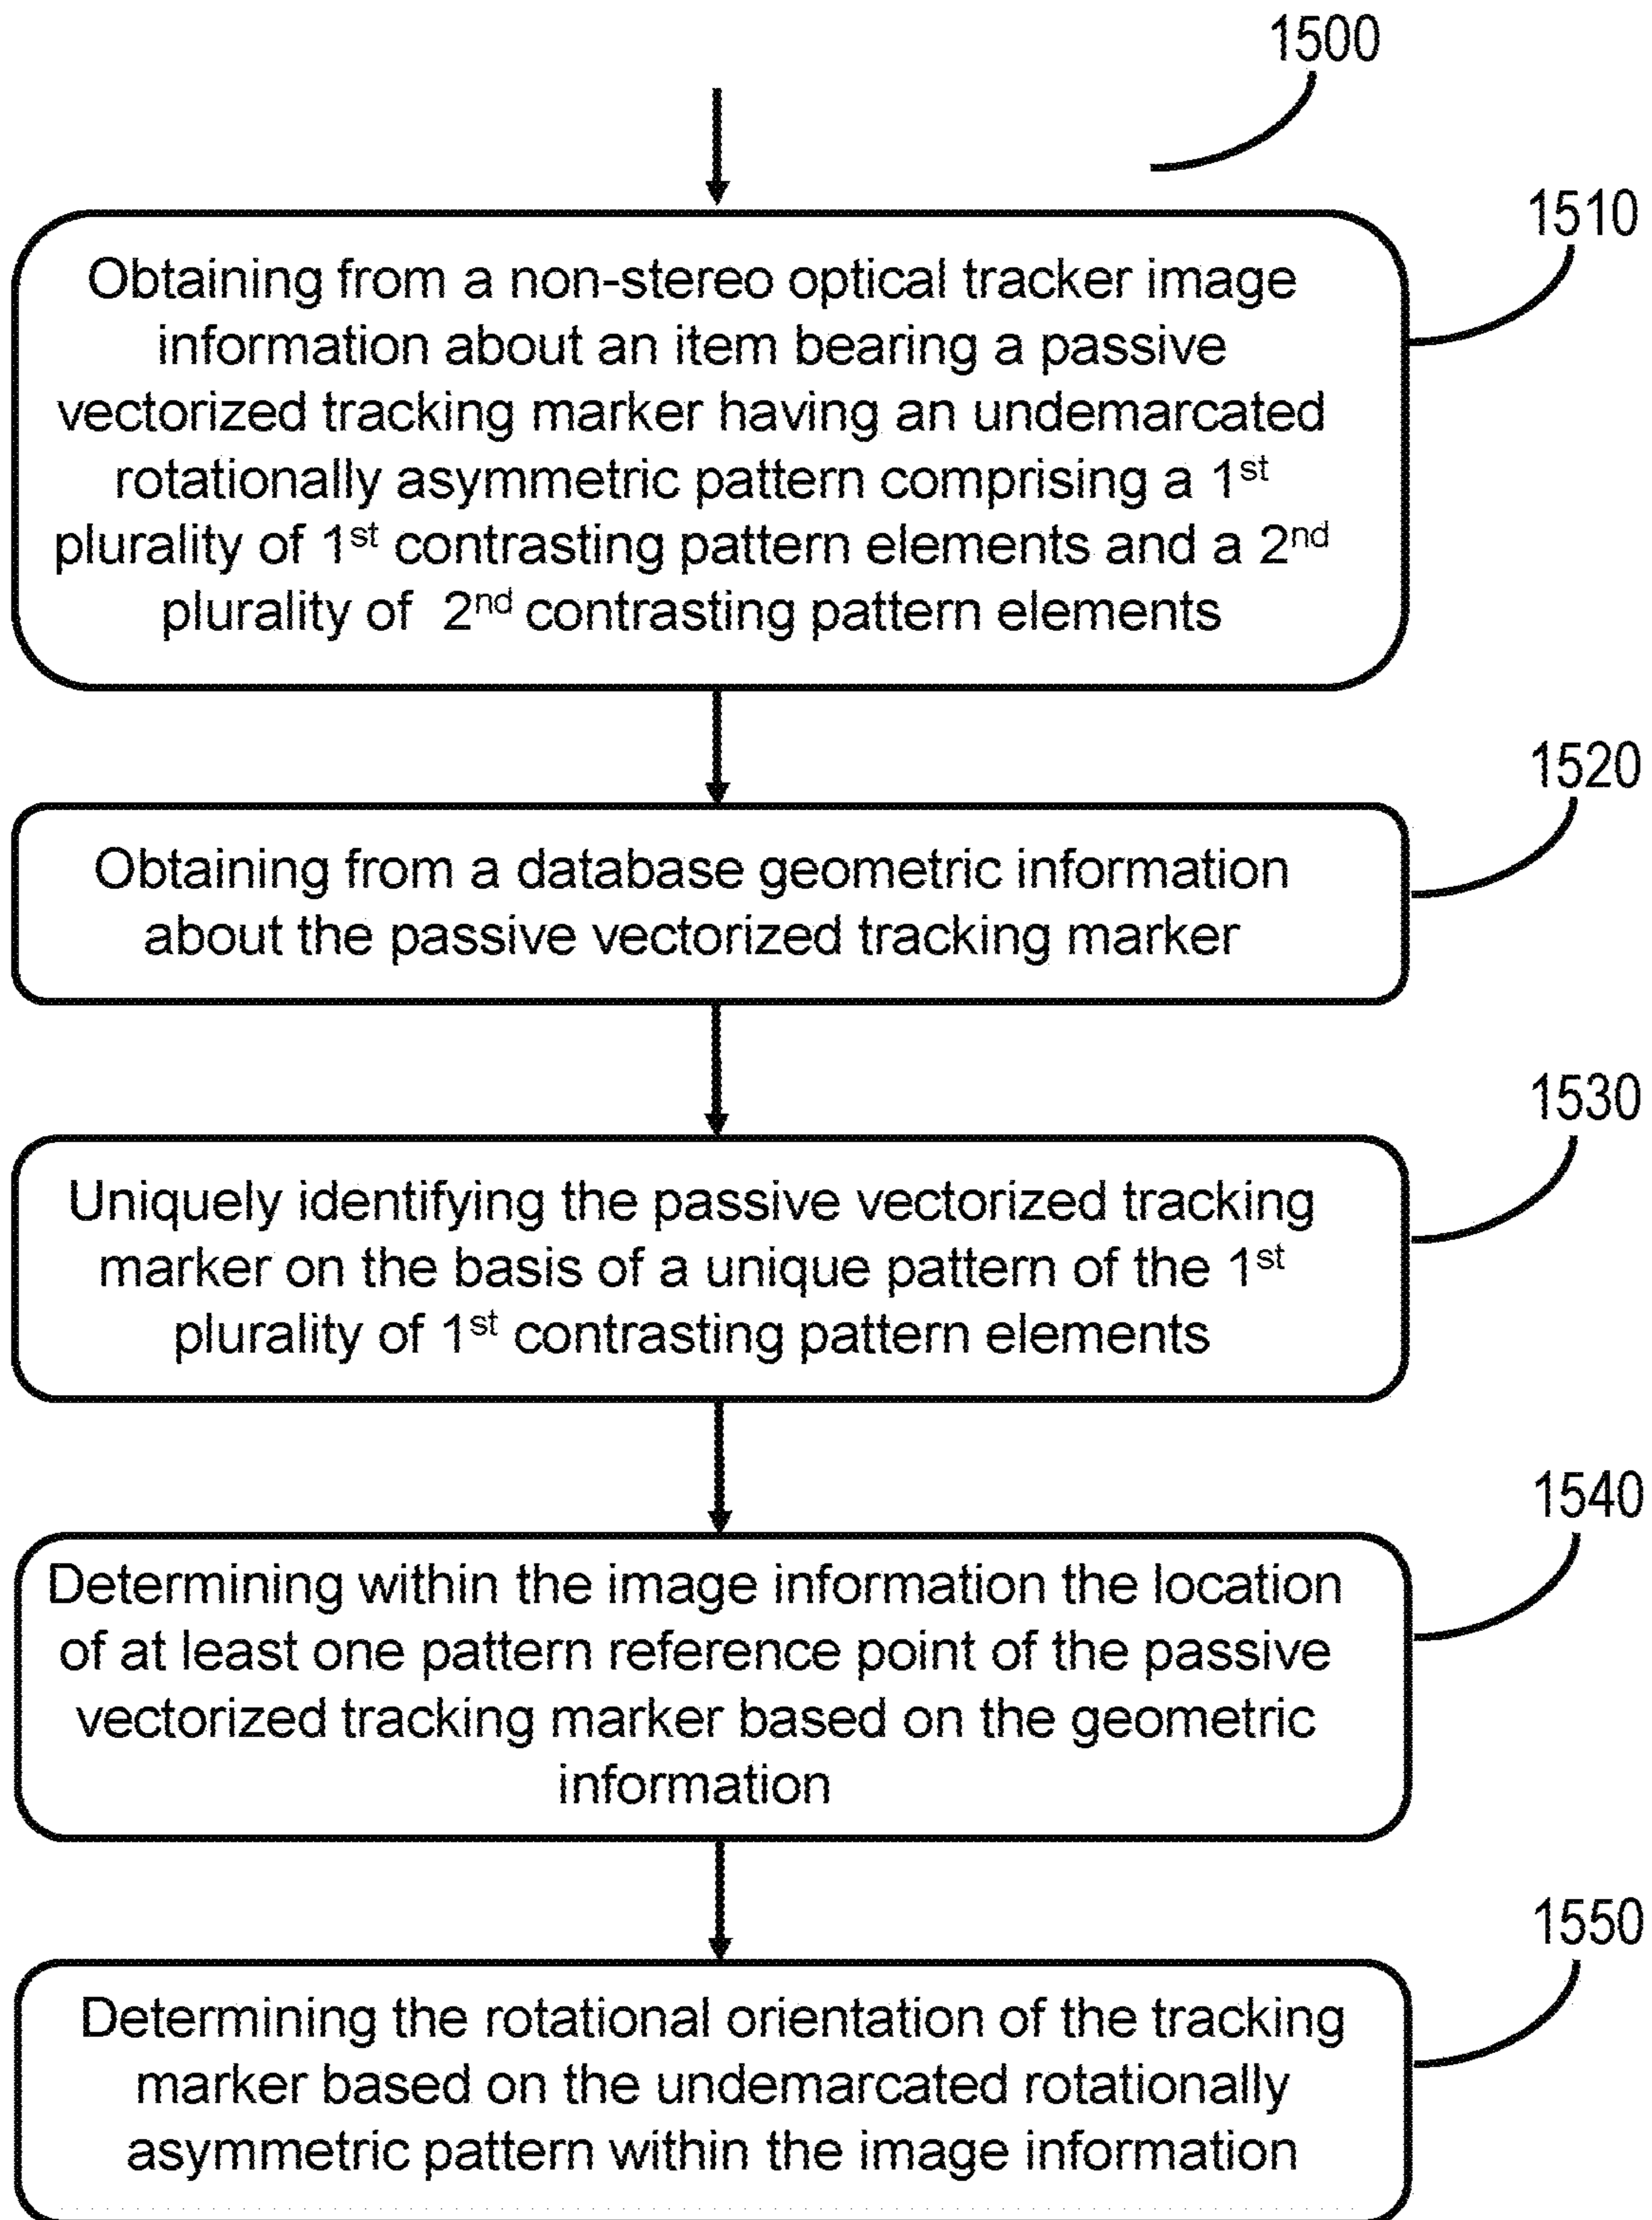 1500
1510
Obtaining from a non-stereo optical tracker image
information about an item bearing a passive
vectorized tracking marker having an undemarcated
rotationally asymmetric pattern comprising a 1st
plurality of 1st contrasting pattern elements and a 2nd
plurality of 2nd contrasting pattern elements
1520
Obtaining from a database geometric information
about the passive vectorized tracking marker
1530
Uniquely identifying the passive vectorized tracking
marker on the basis of a unique pattern of the 1st
plurality of 1st contrasting pattern elements
1540
Determining within the image information the location
of at least one pattern reference point of the passive
vectorized tracking marker based on the geometric
information
1550
Determining the rotational orientation of the tracking
marker based on the undemarcated rotationally
asymmetric pattern within the image information